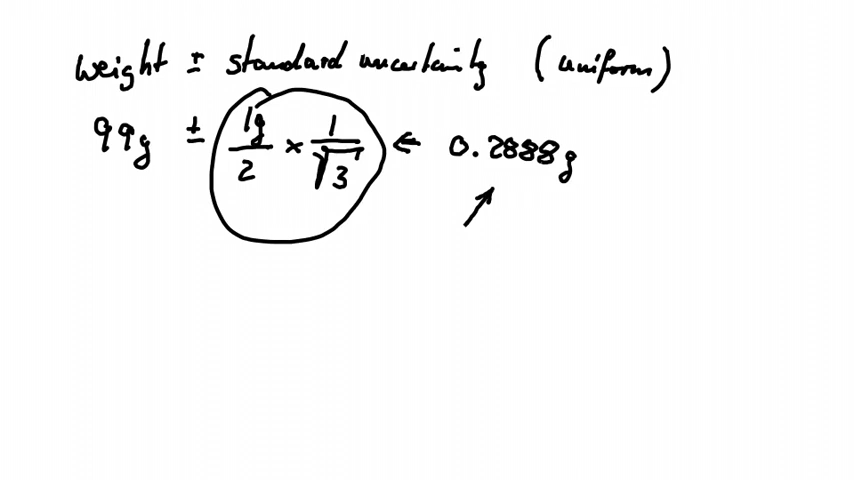 weight ± standard uncertainty (uniform)
99g ± 1g/2 × 1/√3 ← 0.2888g